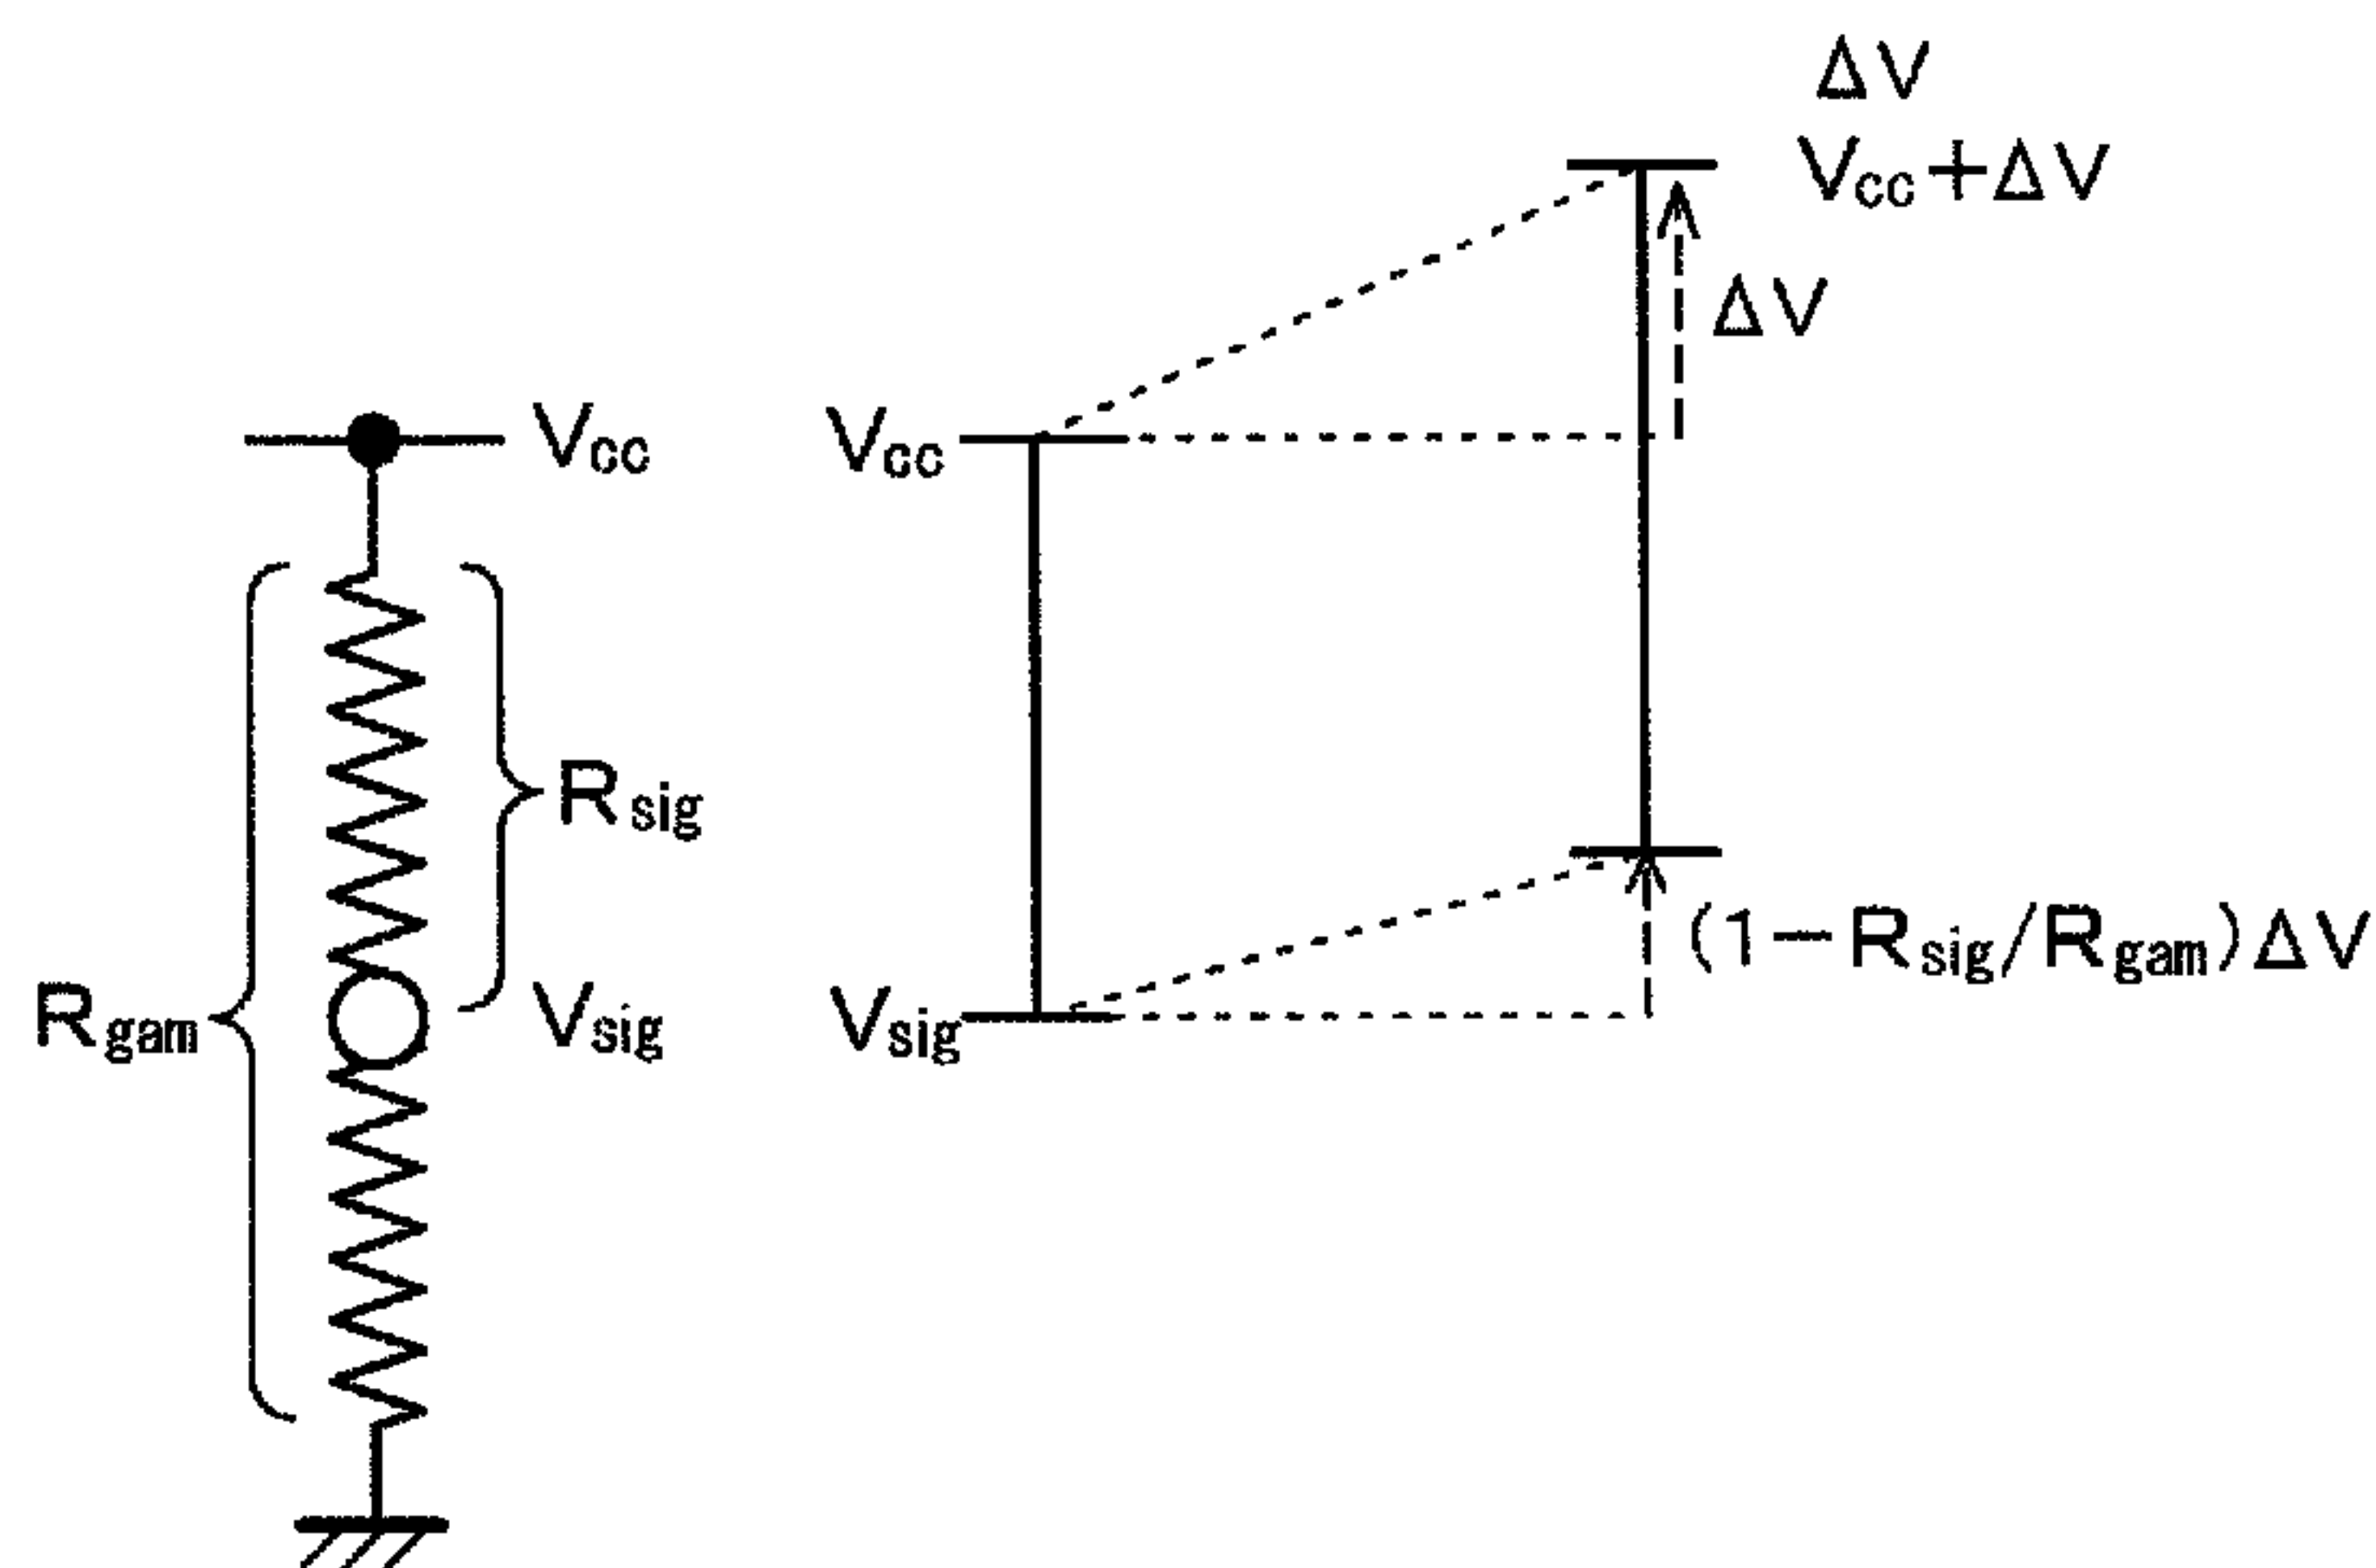 ΔV
Vcc+ΔV
ΔV
Vcc
Vcc
Rsig
(1-Rsig/Rgam)ΔV
Rgam
Vsig
Vsig